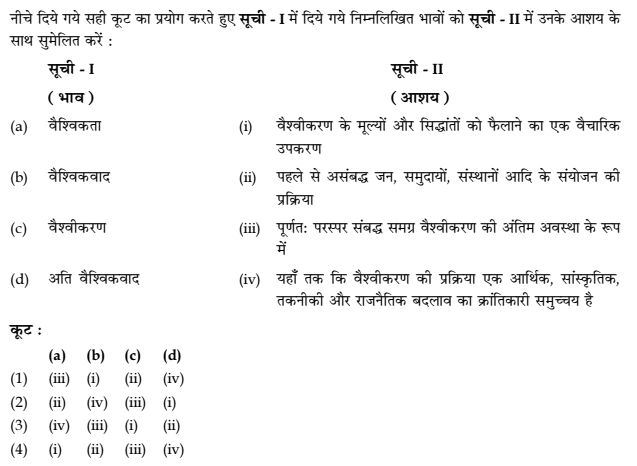 नीचे दिये गये सही कूट का प्रयोग करते हुए सूची - I में दिये गये निम्नलिखित भावों को सूची - II में उनके आशय के
साथ सुमेलित करें :
सूची - I सूची - II
( भाव ) ( आशय )
(a) वैश्विकता (i) वैश्वीकरण के मूल्यों और सिद्धांतों को फैलाने का एक वैचारिक
उपकरण
(b) वैश्विकवाद (ii) पहले से असंबद्ध जन, समुदायों, संस्थानों आदि के संयोजन की
प्रक्रिया
(c) वैश्वीकरण (iii) पूर्णत: परस्पर संबद्ध समग्र वैश्वीकरण की अंतिम अवस्था के रूप
में
(d) अति वैश्विकवाद (iv) यहाँ तक कि वैश्वीकरण की प्रक्रिया एक आर्थिक, सांस्कृतिक,
तकनीकी और राजनैतिक बदलाव का क्रांतिकारी समुच्चय है
कूट :
(a) (b) (c) (d)
(1) (iii) (i) (ii) (iv)
(2) (ii) (iv) (iii) (i)
(3) (iv) (iii) (i) (ii)
(4) (i) (ii) (iii) (iv)